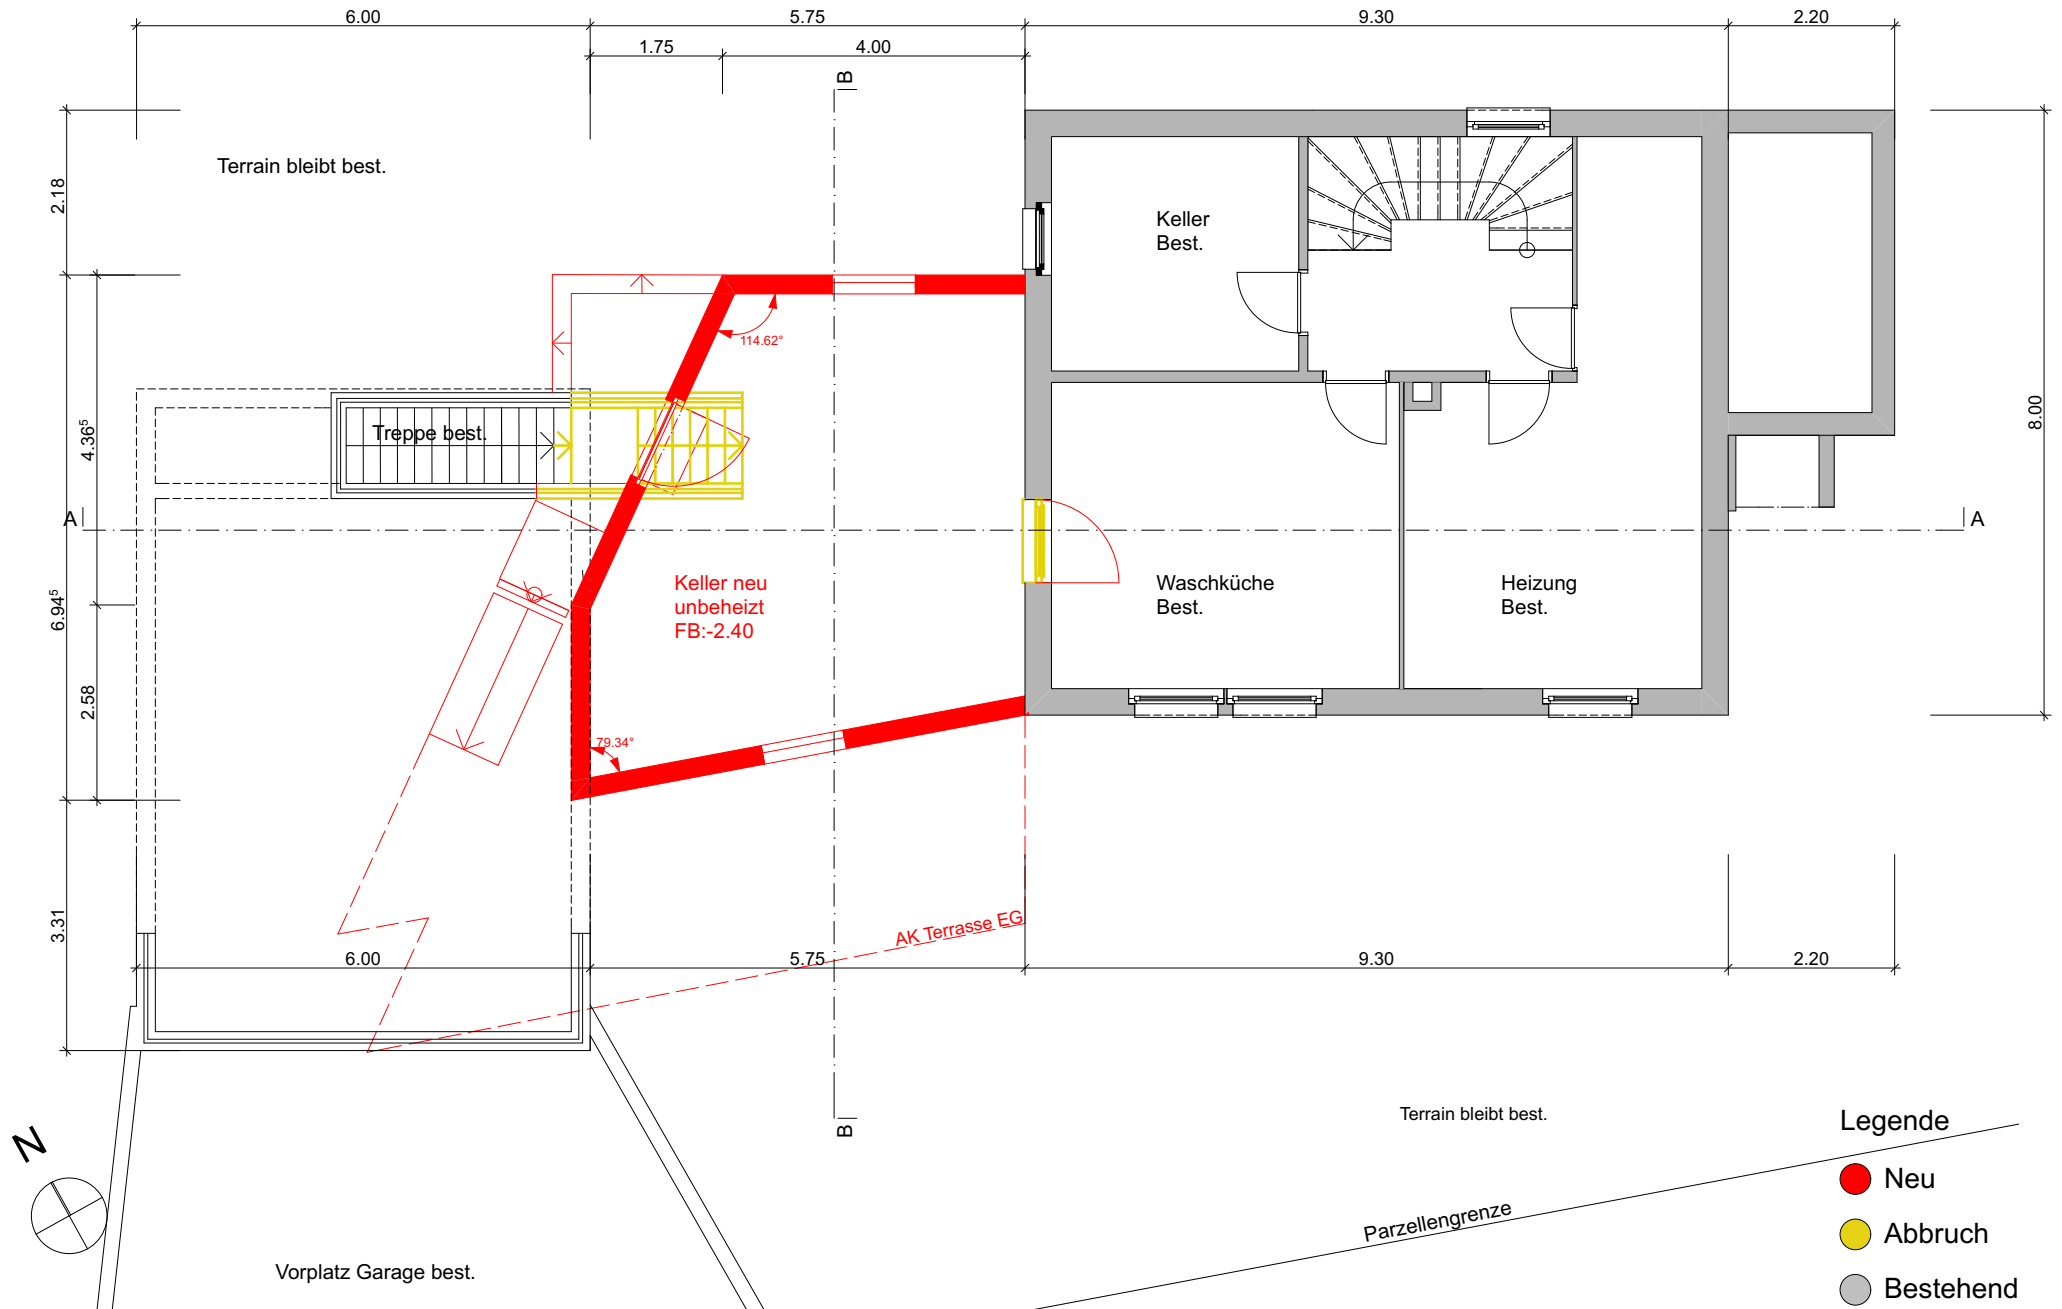 6.00
5.75
9.30
2.20
1.75
4.00
B
Terrain bleibt best.
2.18
Keller
Best.
114.62°
4.36⁵
Treppe best.
8.00
A
A
Keller neu
unbeheizt
FB:-2.40
Waschküche
Best.
Heizung
Best.
6.94⁵
2.58
79.34°
3.31
AK Terrasse EG
6.00
5.75
9.30
2.20
B
Terrain bleibt best.
Legende
Neu
Abbruch
Bestehend
Parzellengrenze
N
Vorplatz Garage best.